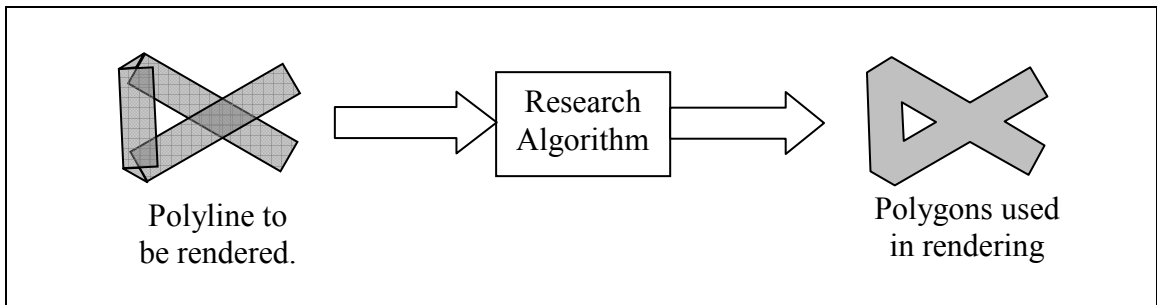 Polyline to
be rendered.
Research
Algorithm
Polygons used
in rendering